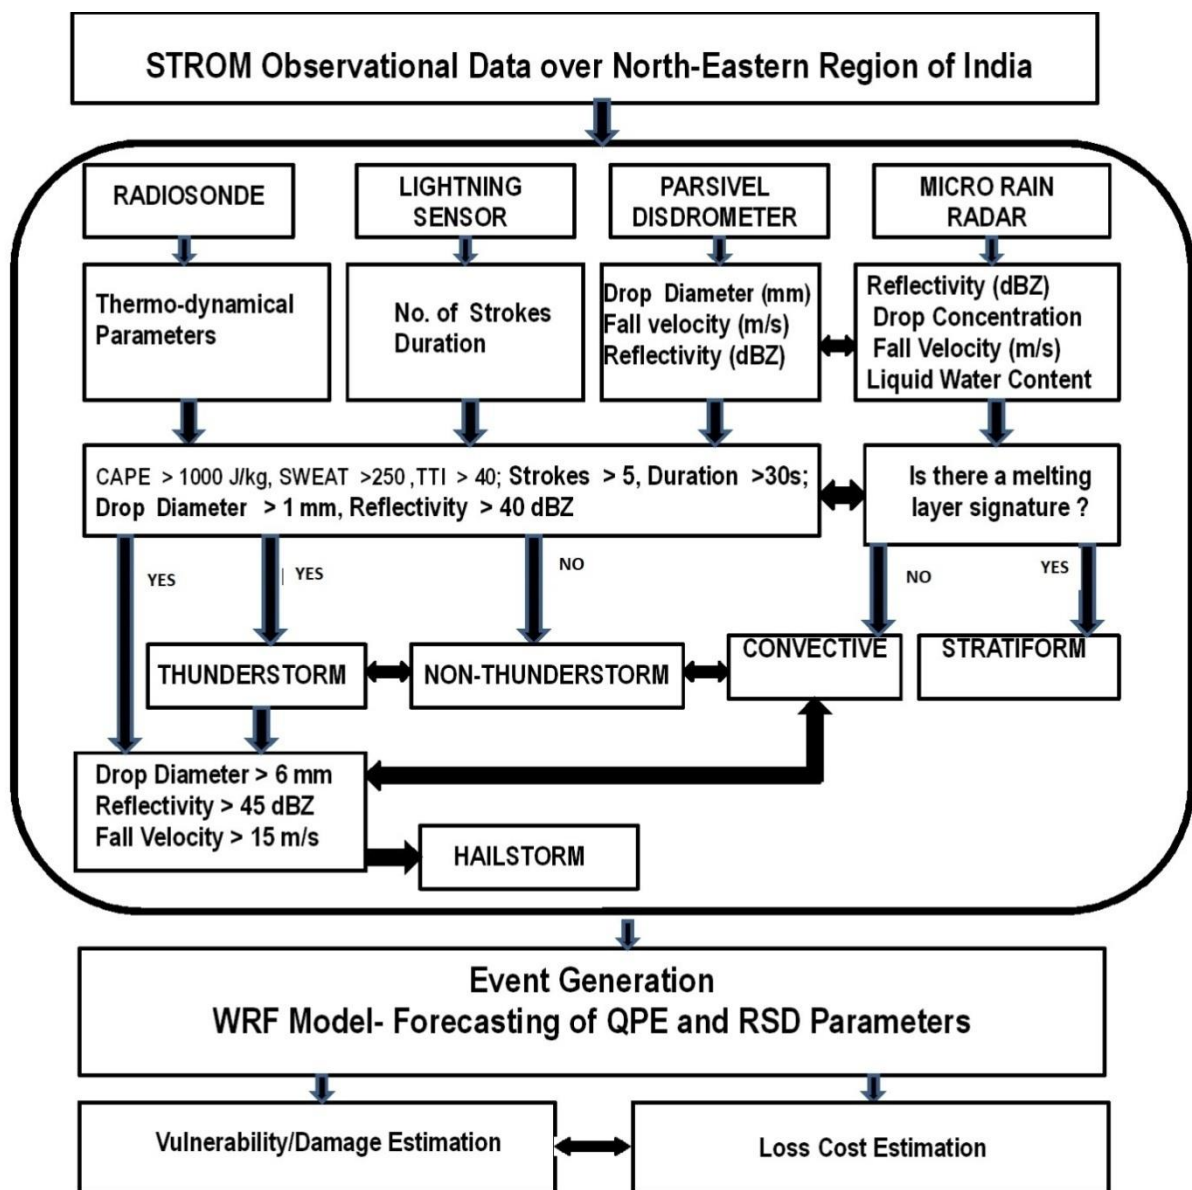 STROM Observational Data over North-Eastern Region of India
RADIOSONDE
LIGHTNING
SENSOR
PARSIVEL
DISDROMETER
MICRO RAIN
RADAR
Thermo-dynamical
Parameters
No. of Strokes
Duration
Drop Diameter (mm)
Fall velocity (m/s)
Reflectivity (dBZ)
Reflectivity (dBZ)
Drop Concentration
Fall Velocity (m/s)
Liquid Water Content
CAPE > 1000 J/kg, SWEAT >250 ,TTI > 40; Strokes > 5, Duration >30s;
Drop Diameter > 1 mm, Reflectivity > 40 dBZ
Is there a melting
layer signature ?
YES
YES
NO
NO
YES
THUNDERSTORM
NON-THUNDERSTORM
CONVECTIVE
STRATIFORM
Drop Diameter > 6 mm
Reflectivity > 45 dBZ
Fall Velocity > 15 m/s
HAILSTORM
Event Generation
WRF Model- Forecasting of QPE and RSD Parameters
Vulnerability/Damage Estimation
Loss Cost Estimation